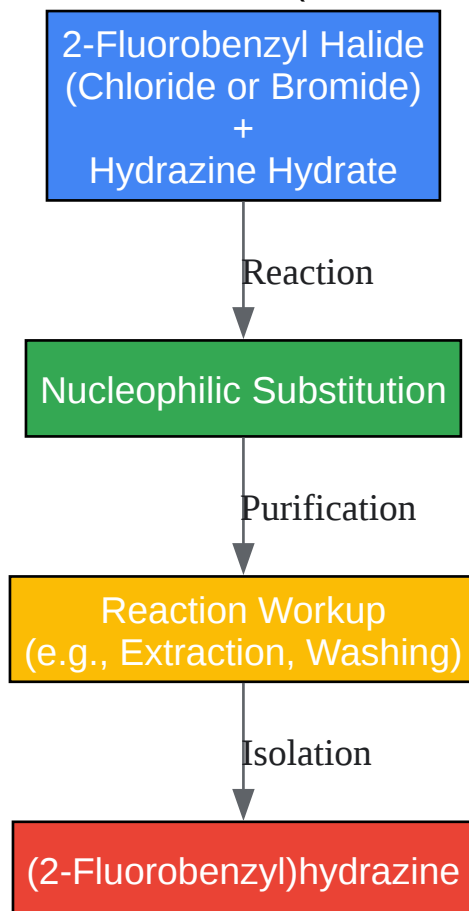 2-Fluorobenzyl Halide
(Chloride or Bromide)
+
Hydrazine Hydrate
Reaction
Nucleophilic Substitution
Purification
Reaction Workup
(e.g., Extraction, Washing)
Isolation
(2-Fluorobenzyl)hydrazine